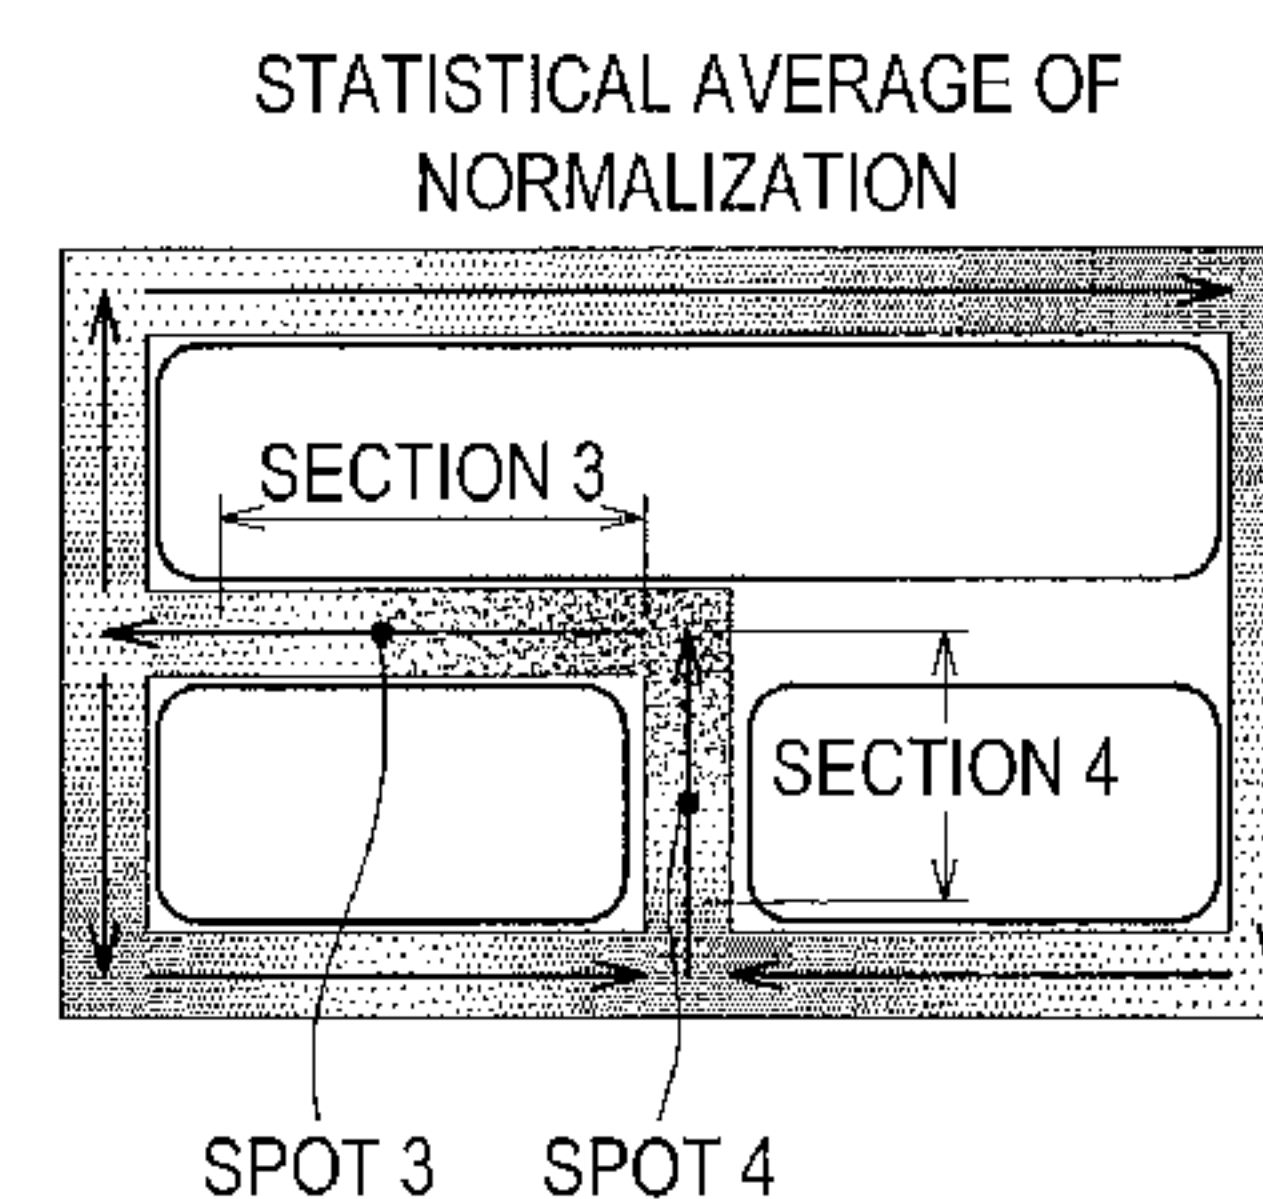 STATISTICAL AVERAGE OF
NORMALIZATION
SECTION 3
SECTION 4
SPOT 3
SPOT 4